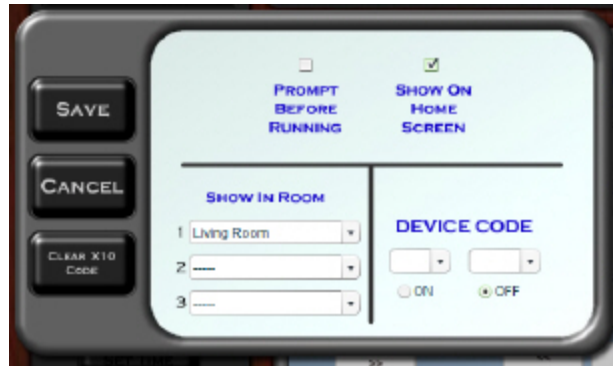 SAVE
CANCEL
CLEAR X10
CODE
PROMPT
BEFORE
RUNNING
SHOW ON
HOME
SCREEN
SHOW IN ROOM
1 Living Room
2 -----
3 -----
DEVICE CODE
ON OFF